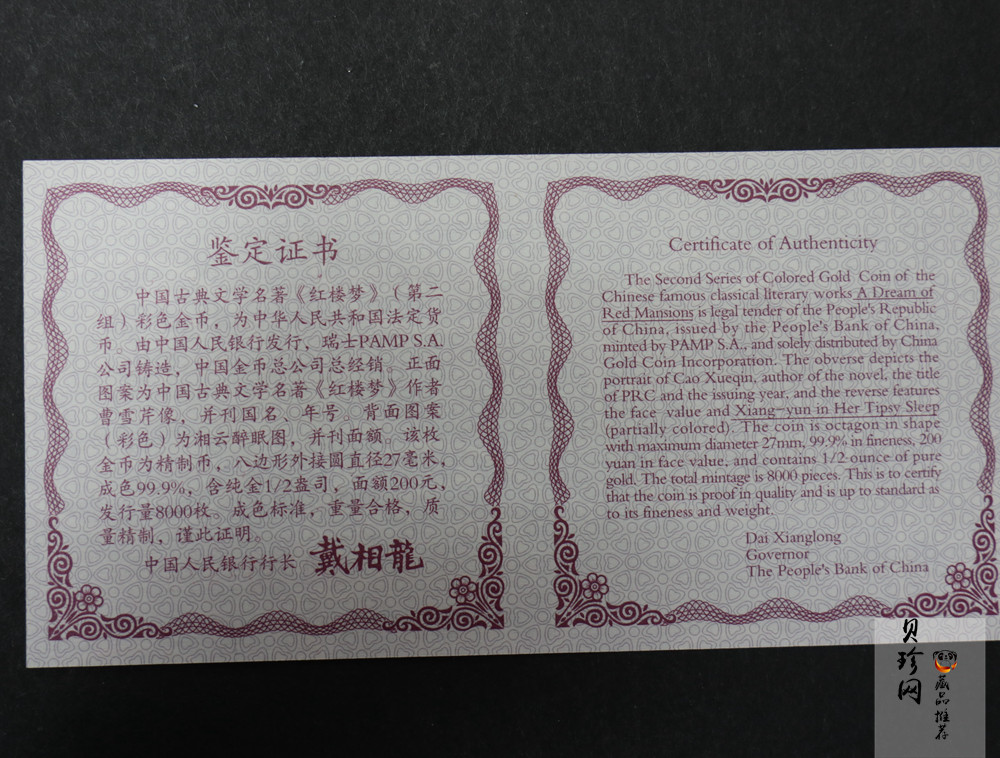 鉴定证书
中国古典文学名著《红楼梦》（第二
组）彩色金币，为中华人民共和国法定货
币。由中国人民银行发行，瑞士PAMP S.A.
公司铸造，中国金币总公司总经销。正面
图案为中国古典文学名著《红楼梦》作者
曹雪芹像，并刊国名、年号。背面图案
（彩色）为湘云醉眠图，并刊面额。该枚
金币为精制币，八边形外接圆直径27毫米，
成色99.9%，含纯金1/2盎司，面额200元，
发行量8000枚。成色标准，重量合格，质
量精制，谨此证明。
中国人民银行行长 戴相龍
Certificate of Authenticity
The Second Series of Colored Gold Coin of the
Chinese famous classical literary works A Dream of
Red Mansions is legal tender of the People's Republic
of China, issued by the People's Bank of China,
minted by PAMP S.A., and solely distributed by China
Gold Coin Incorporation. The obverse depicts the
portrait of Cao Xueqin, author of the novel, the title
of PRC and the issuing year, and the reverse features
the face value and Xiang-yun in Her Tipsy Sleep
(partially colored). The coin is octagon in shape
with maximum diameter 27mm, 99.9% in fineness, 200
yuan in face value, and contains 1/2 ounce of pure
gold. The total mintage is 8000 pieces. This is to certify
that the coin is proof in quality and is up to standard as
to its fineness and weight.
Dai Xianglong
Governor
The People's Bank of China
贝珍网
藏品推荐